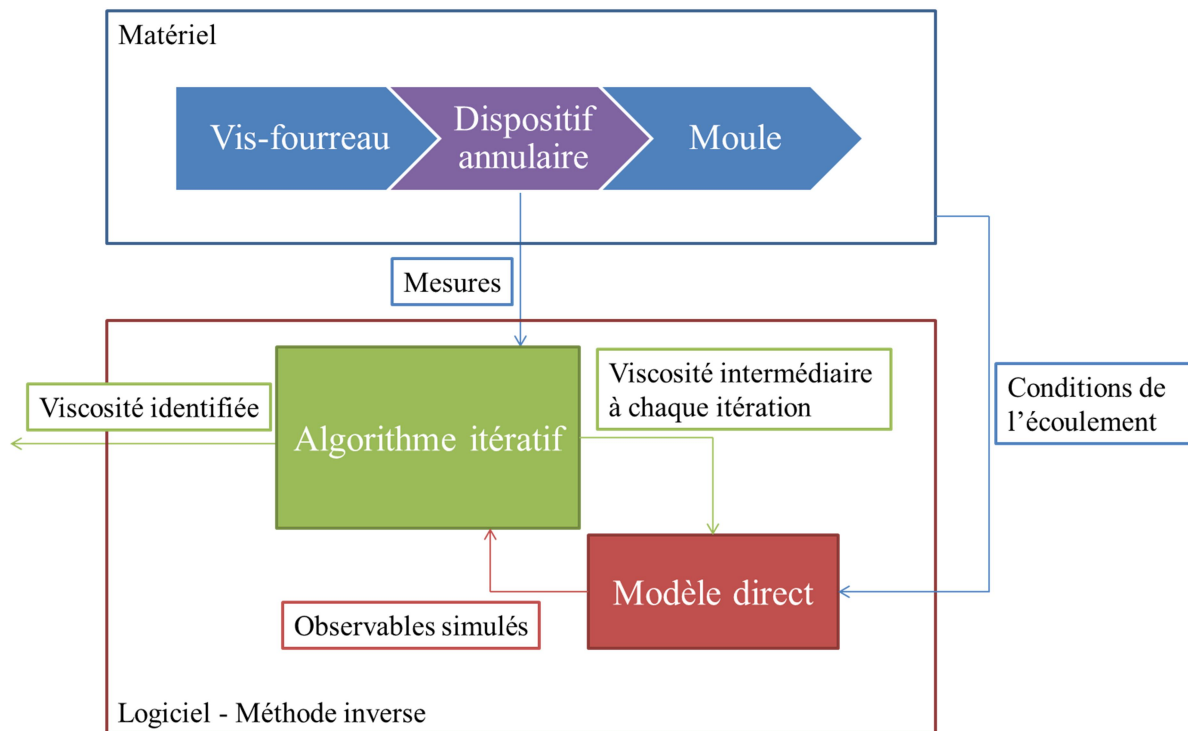 Matériel
Vis-fourreau
Dispositif
annulaire
Moule
Mesures
Viscosité identifiée
Algorithme itératif
Viscosité intermédiaire
à chaque itération
Conditions de
l’écoulement
Modèle direct
Observables simulés
Logiciel - Méthode inverse